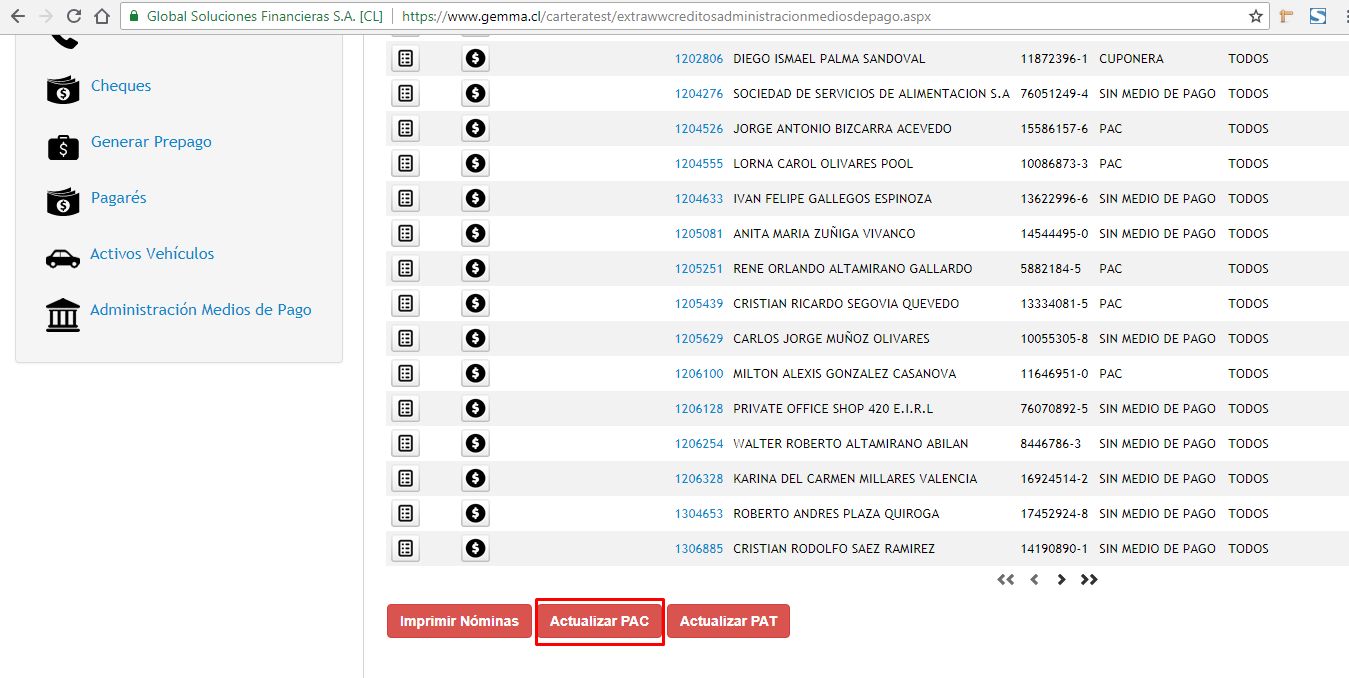 Global Soluciones Financieras S.A. [CL] https://www.gemma.cl/carteratest/extrawwcreditosadministracionmediosdepago.aspx
Cheques
Generar Prepago
Pagarés
Activos Vehículos
Administración Medios de Pago
1202806 DIEGO ISMAEL PALMA SANDOVAL 11872396-1 CUPONERA TODOS
1204276 SOCIEDAD DE SERVICIOS DE ALIMENTACION S.A 76051249-4 SIN MEDIO DE PAGO TODOS
1204526 JORGE ANTONIO BIZCARRA ACEVEDO 15586157-6 PAC TODOS
1204555 LORNA CAROL OLIVARES POOL 10086873-3 PAC TODOS
1204633 IVAN FELIPE GALLEGOS ESPINOZA 13622996-6 SIN MEDIO DE PAGO TODOS
1205081 ANITA MARIA ZUÑIGA VIVANCO 14544495-0 SIN MEDIO DE PAGO TODOS
1205251 RENE ORLANDO ALTAMIRANO GALLARDO 5882184-5 PAC TODOS
1205439 CRISTIAN RICARDO SEGOVIA QUEVEDO 13334081-5 PAC TODOS
1205629 CARLOS JORGE MUÑOZ OLIVARES 10055305-8 SIN MEDIO DE PAGO TODOS
1206100 MILTON ALEXIS GONZALEZ CASANOVA 11646951-0 PAC TODOS
1206128 PRIVATE OFFICE SHOP 420 E.I.R.L 76070892-5 SIN MEDIO DE PAGO TODOS
1206254 WALTER ROBERTO ALTAMIRANO ABILAN 8446786-3 SIN MEDIO DE PAGO TODOS
1206328 KARINA DEL CARMEN MILLARES VALENCIA 16924514-2 SIN MEDIO DE PAGO TODOS
1304653 ROBERTO ANDRES PLAZA QUIROGA 17452924-8 SIN MEDIO DE PAGO TODOS
1306885 CRISTIAN RODOLFO SAEZ RAMIREZ 14190890-1 SIN MEDIO DE PAGO TODOS
Imprimir Nóminas Actualizar PAC Actualizar PAT